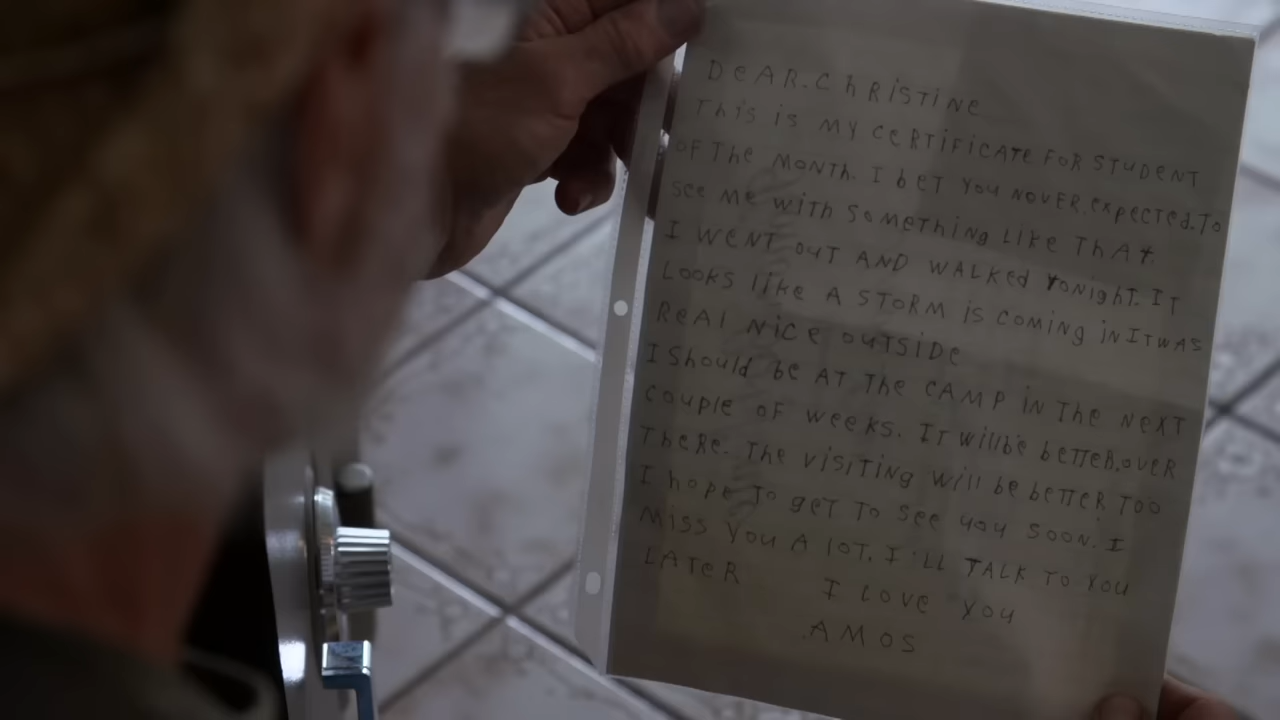 DeAR. ChRiSTiNe
This is MY CeRTiFiCATe FOR STUDENT
OF The MONTh. I beT YOU NOVER. expecTeD. TO
See Me with SOMeThing LiKe ThAt.
I WENT OUT AND WALKeD TONighT. IT
LOOKS liKe A STORM is COMiNg iN IT WAS
ReAl NiCe OUTSiDe
I Should be AT The CAMP iN The NeXT
Couple OF WeeKS. IT will be beTTeR. OVER
TheRe. The ViSiTiNg will be beTTeR TOO
I hope To geT To See you SOON. I
Miss YOU A lOT. I'LL TALK TO YOU
LATeR I LOVe YOU
AMOS